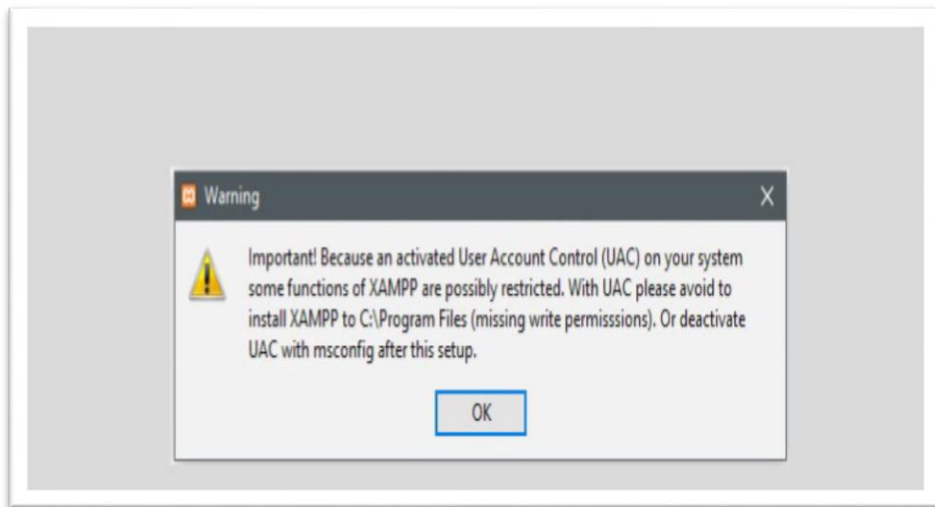 Warning
Important! Because an activated User Account Control (UAC) on your system
some functions of XAMPP are possibly restricted. With UAC please avoid to
install XAMPP to C:\Program Files (missing write permisssions). Or deactivate
UAC with msconfig after this setup.
OK